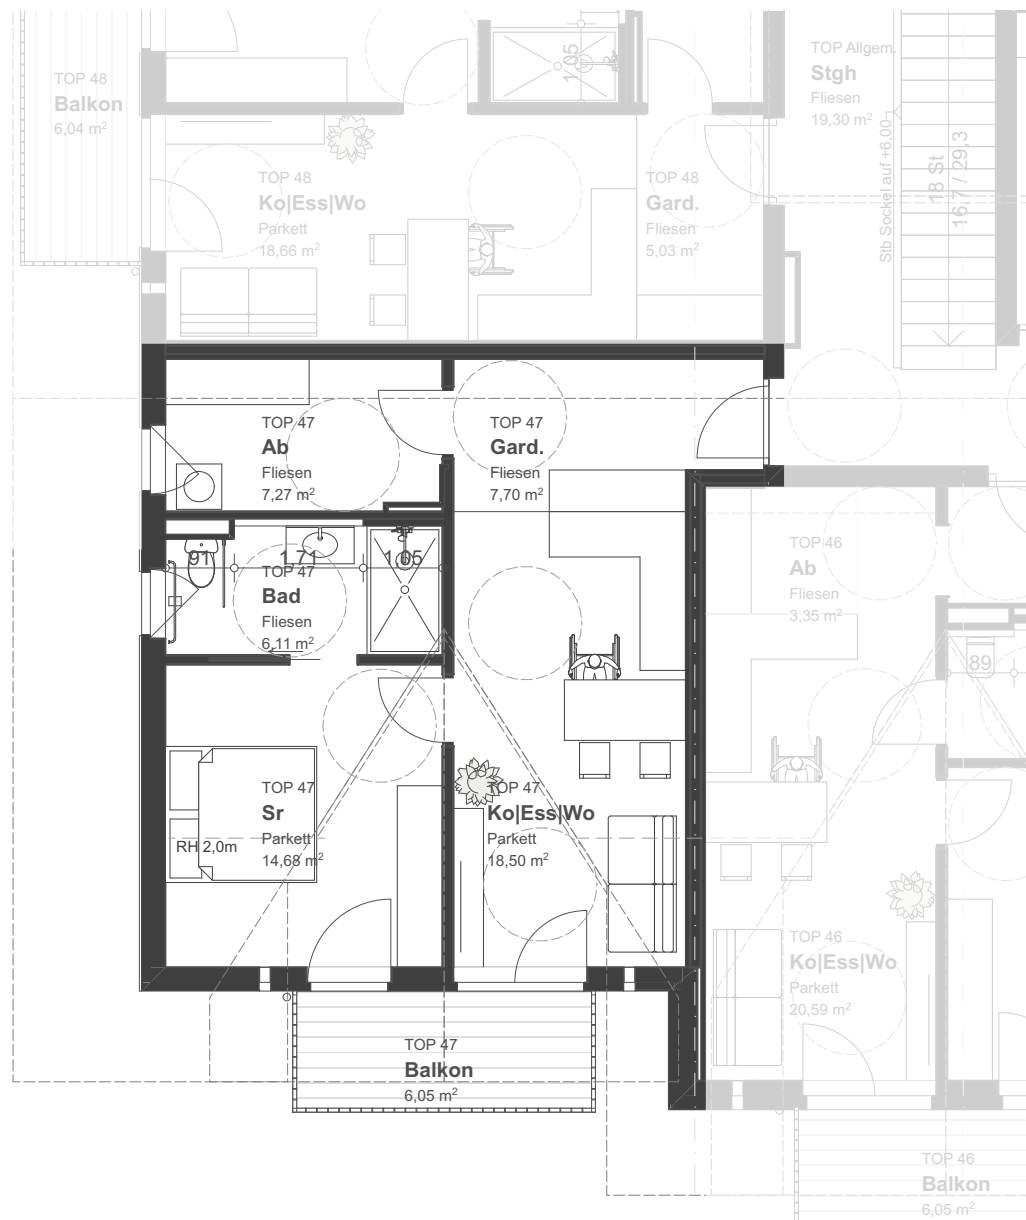 TOP 48
Balkon
6,04 m²
1,05
TOP Allgem.
Stgh
Fliesen
19,30 m²
Stb Sockel auf +6,00
18 St
16,7 / 29,3
TOP 48
Ko|Ess|Wo
Parkett
18,66 m²
TOP 48
Gard.
Fliesen
5,03 m²
TOP 47
Ab
Fliesen
7,27 m²
TOP 47
Gard.
Fliesen
7,70 m²
91
1,71
1,05
TOP 47
Bad
Fliesen
6,11 m²
TOP 46
Ab
Fliesen
3,35 m²
89
TOP 47
Sr
Parkett
14,68 m²
RH 2,0m
TOP 47
Ko|Ess|Wo
Parkett
18,50 m²
TOP 46
Ko|Ess|Wo
Parkett
20,59 m²
TOP 47
Balkon
6,05 m²
TOP 46
Balkon
6,05 m²